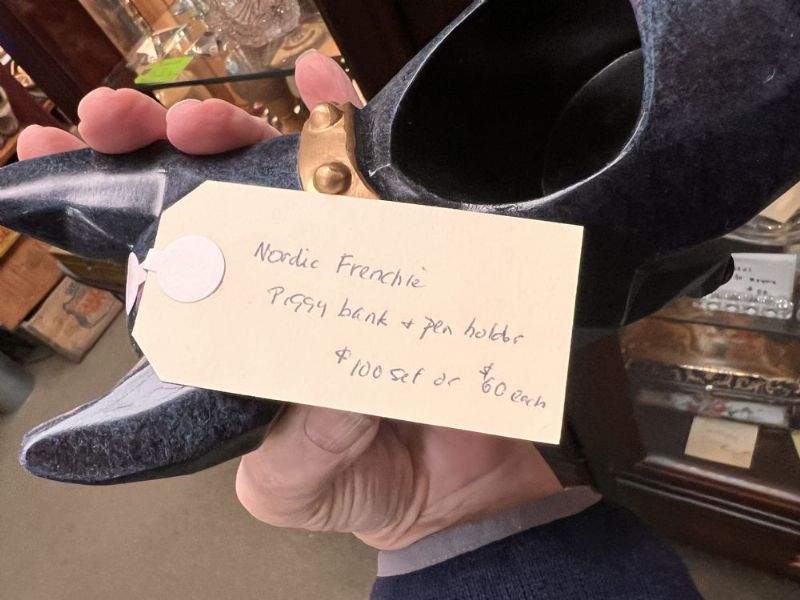 Nordic Frenchie
Piggy bank + pen holder
$100 set or $60 each